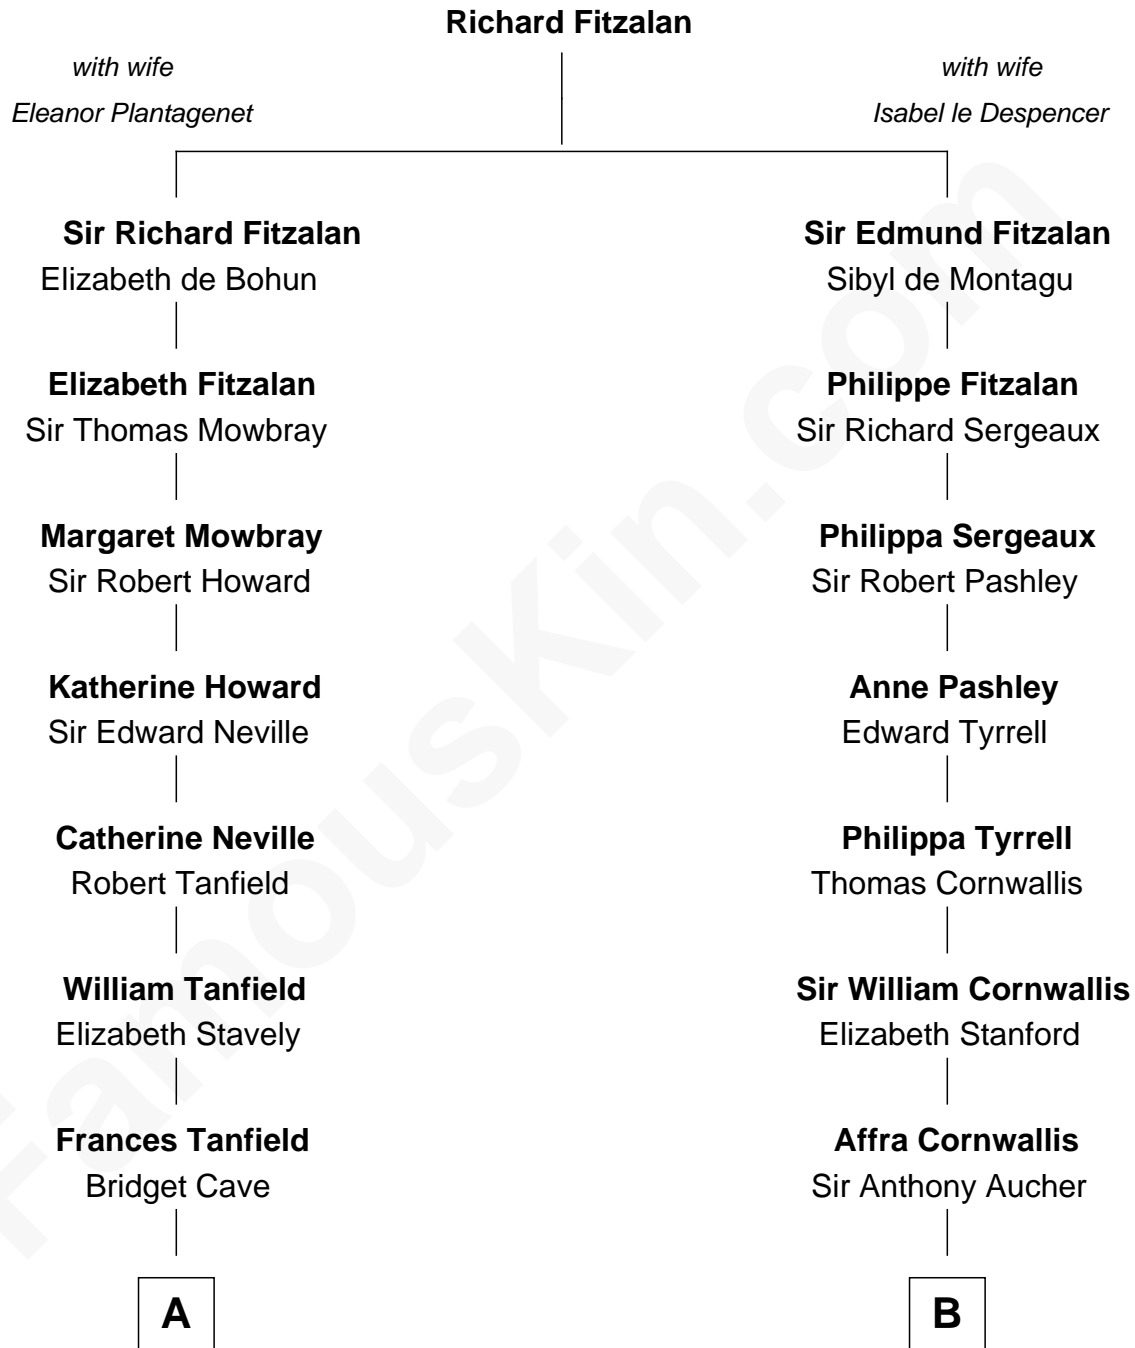 Richard Fitzalan
with wife
Eleanor Plantagenet
with wife
Isabel le Despencer
Sir Richard Fitzalan
Elizabeth de Bohun
Sir Edmund Fitzalan
Sibyl de Montagu
Elizabeth Fitzalan
Sir Thomas Mowbray
Philippe Fitzalan
Sir Richard Sergeaux
Margaret Mowbray
Sir Robert Howard
Philippa Sergeaux
Sir Robert Pashley
Katherine Howard
Sir Edward Neville
Anne Pashley
Edward Tyrrell
Catherine Neville
Robert Tanfield
Philippa Tyrrell
Thomas Cornwallis
William Tanfield
Elizabeth Stavely
Sir William Cornwallis
Elizabeth Stanford
Frances Tanfield
Bridget Cave
Affra Cornwallis
Sir Anthony Aucher
A
B
FamousKin.com